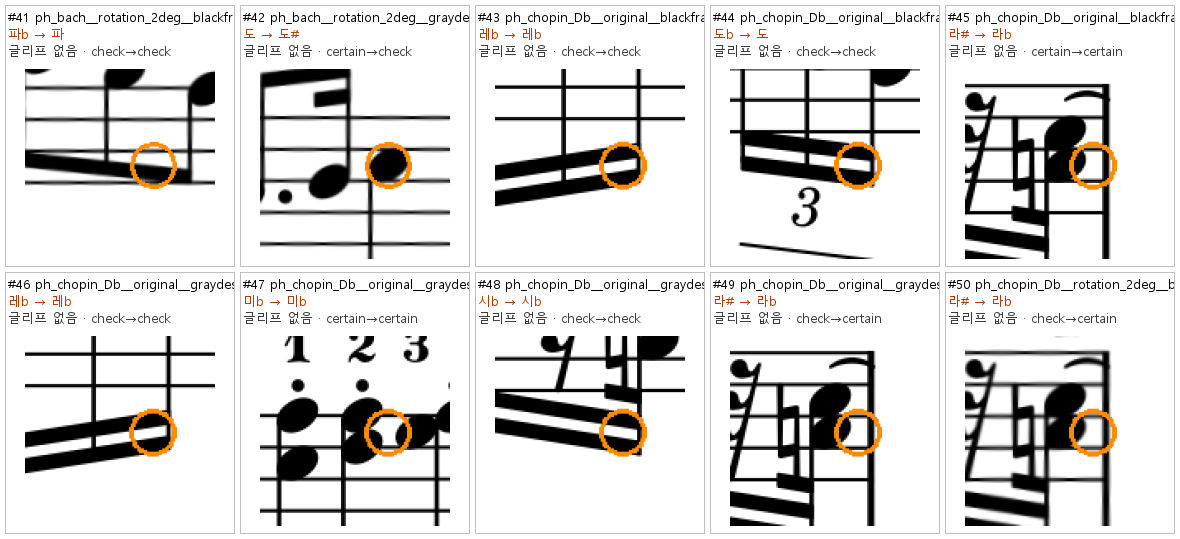 #41 ph_bach__rotation_2deg__blackfr
파b → 파
글리프 없음 · check→check
#42 ph_bach__rotation_2deg__grayde
도 → 도#
글리프 없음 · certain→check
#43 ph_chopin_Db__original__blackfra
레b → 레b
글리프 없음 · check→check
#44 ph_chopin_Db__original__blackfra
도b → 도
글리프 없음 · check→check
3
#45 ph_chopin_Db__original__blackfra
라# → 라b
글리프 없음 · certain→certain
#46 ph_chopin_Db__original__graydes
레b → 레b
글리프 없음 · check→check
#47 ph_chopin_Db__original__graydes
미b → 미b
글리프 없음 · certain→certain
1 2 3
#48 ph_chopin_Db__original__graydes
시b → 시b
글리프 없음 · check→check
#49 ph_chopin_Db__original__graydes
라# → 라b
글리프 없음 · check→certain
#50 ph_chopin_Db__rotation_2deg__b
라# → 라b
글리프 없음 · check→certain